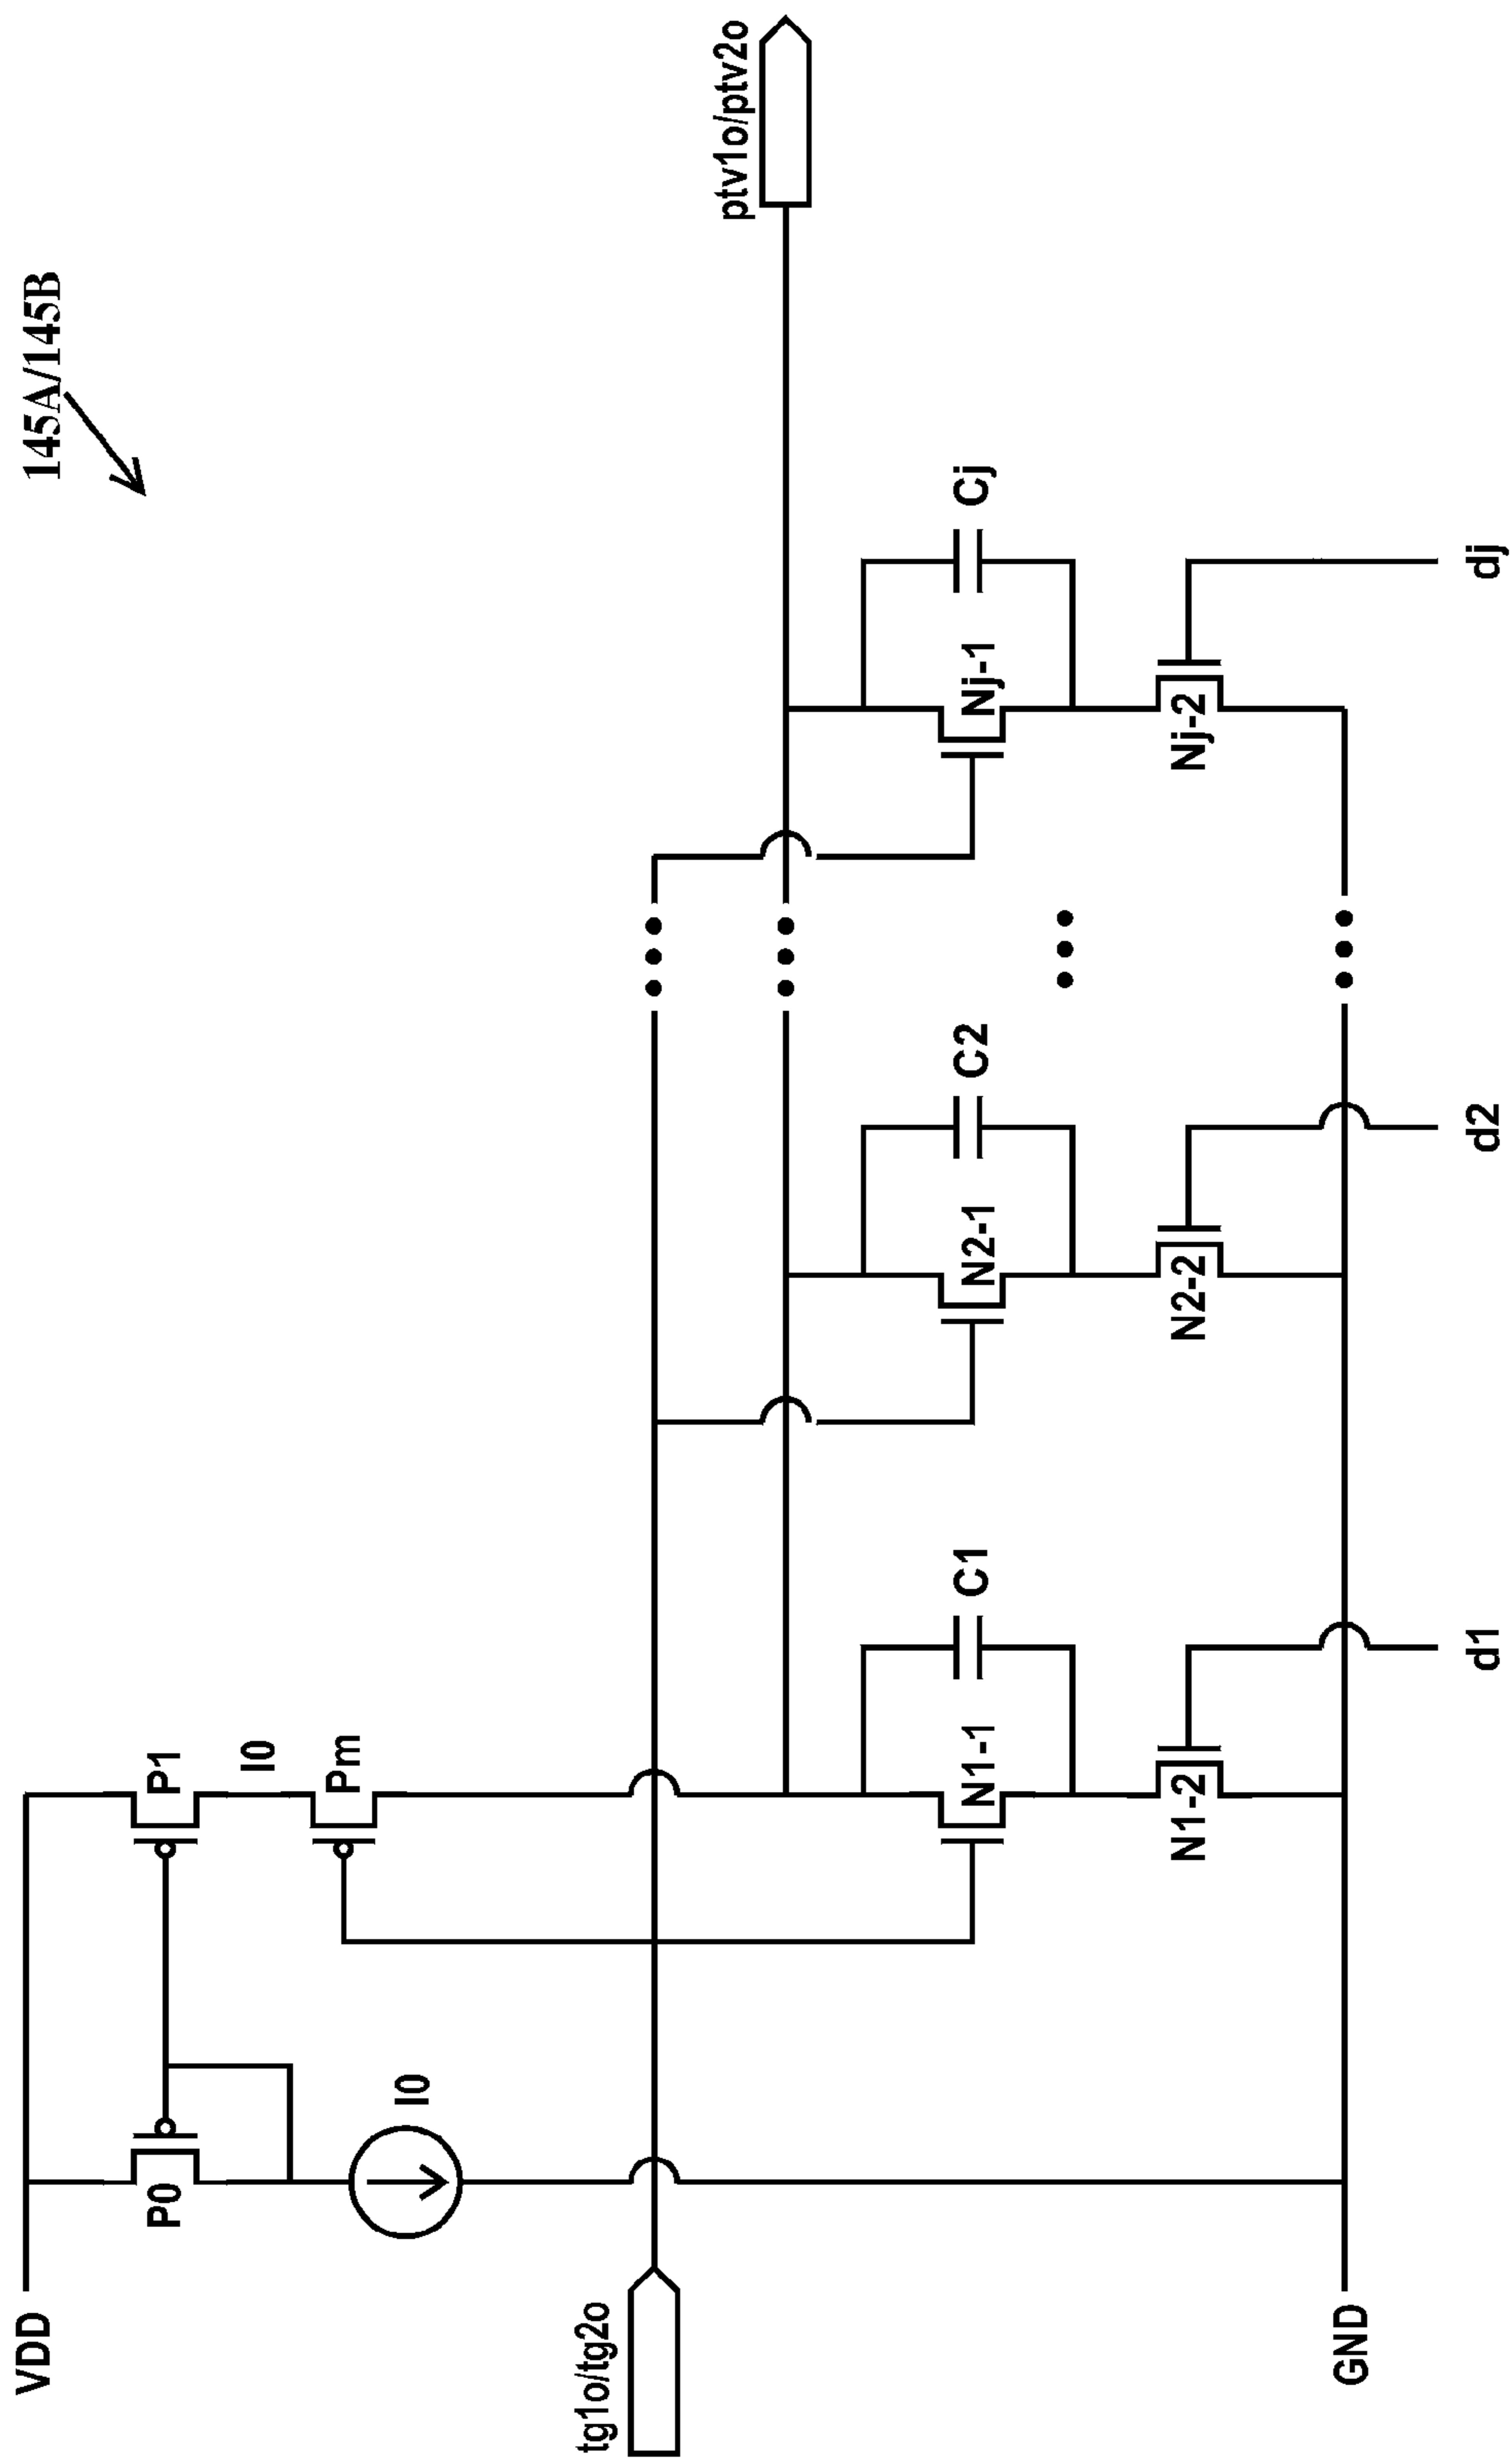 145A/145B
VDD
P0
P1
I0
Pm
I0
tg1o/tg2o
ptv1o/ptv2o
N1-1
C1
N2-1
C2
Nj-1
Cj
N1-2
N2-2
Nj-2
GND
d1
d2
dj